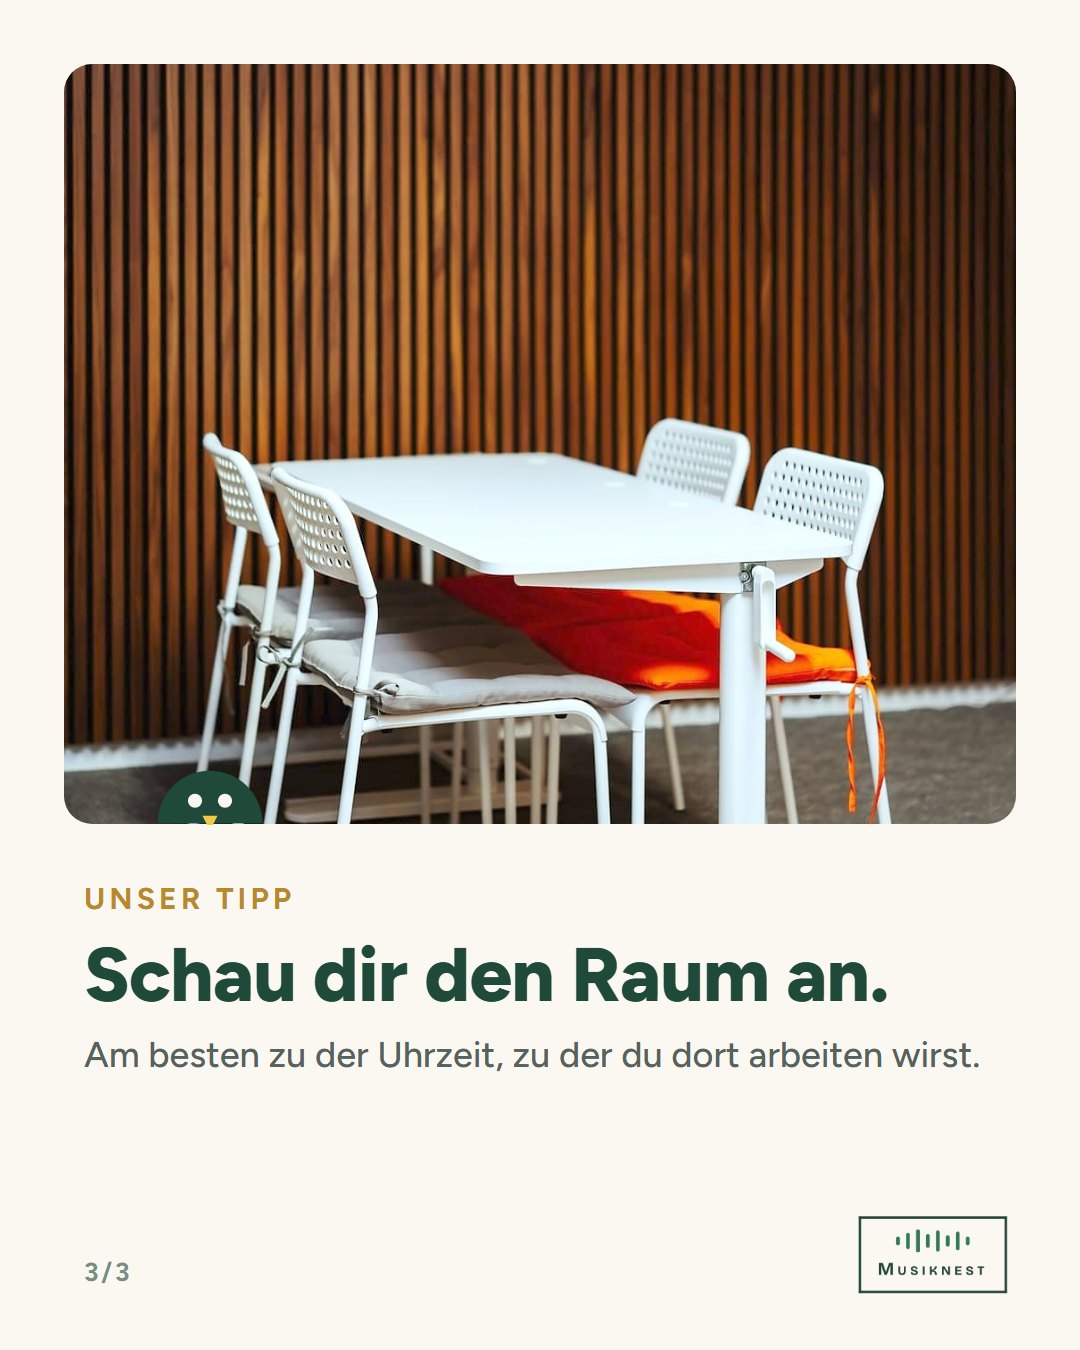 UNSER TIPP
Schau dir den Raum an.
Am besten zu der Uhrzeit, zu der du dort arbeiten wirst.
3/3
MUSIKNEST